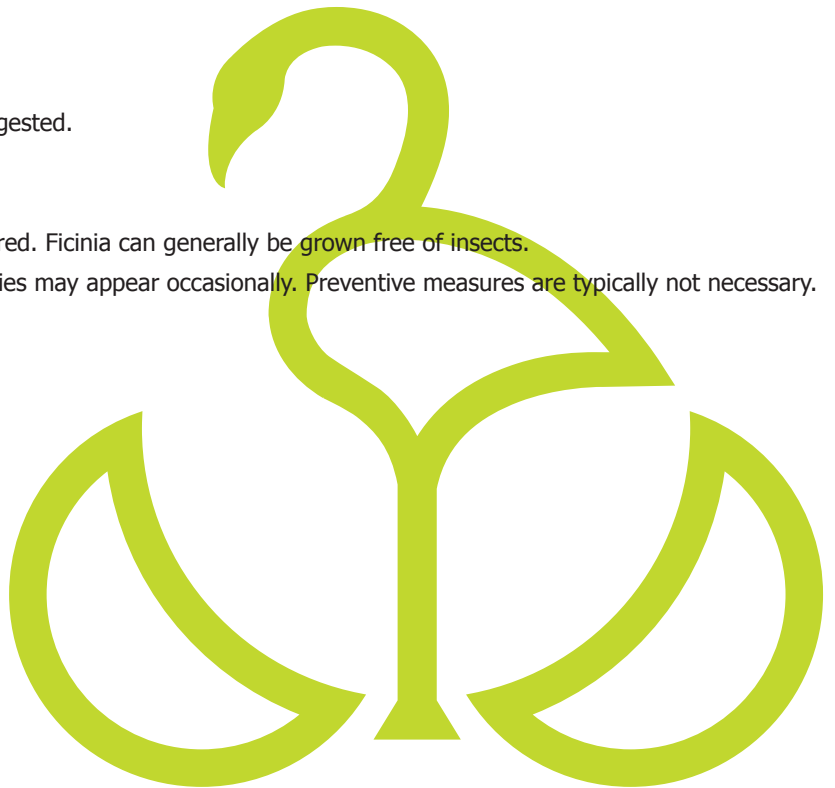 gested.
red. Ficinia can generally be grown free of insects.
ies may appear occasionally. Preventive measures are typically not necessary.